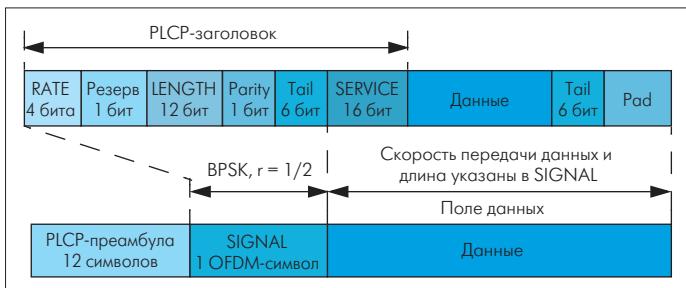 PLCP-заголовок
RATE Резерв LENGTH Parity Tail SERVICE Данные Tail Pad
4 бита 1 бит 12 бит 1 бит 6 бит 16 бит 6 бит
BPSK, r = 1/2
Скорость передачи данных и
длина указаны в SIGNAL
Поле данных
PLCP-преамбула SIGNAL Данные
12 символов 1 OFDM-символ